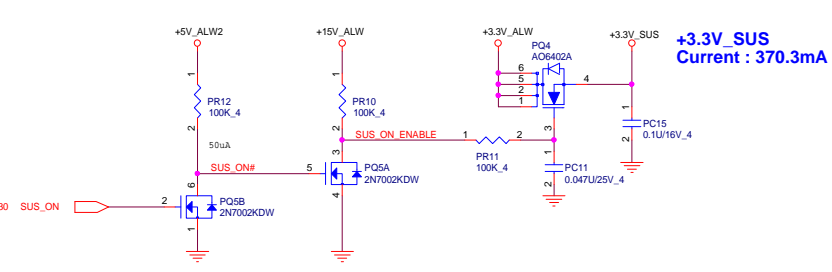 +5V_ALW2
+15V_ALW
+3.3V_ALW
+3.3V_SUS
+3.3V_SUS
Current : 370.3mA
PQ4
AO6402A
6
5
2
1
4
3
1
PR12
100K_4
2
1
PR10
100K_4
2
50uA
SUS_ON_ENABLE
1
2
PR11
100K_4
1
PC15
0.1U/16V_4
2
1
PC11
0.047U/25V_4
2
SUS_ON#
5
3
PQ5A
2N7002KDW
4
30 SUS_ON
2
6
PQ5B
2N7002KDW
1